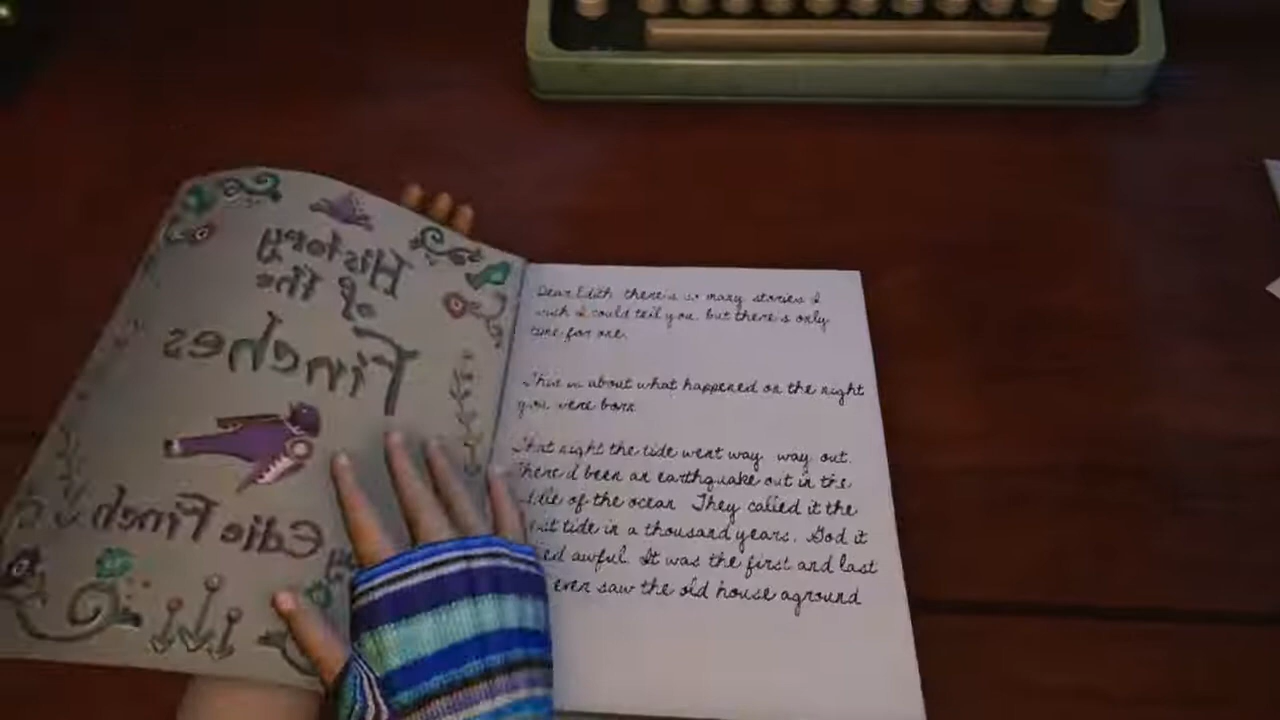 History
of the
Finches
by Edie Finch
Dear Edith there's so many stories I
wish I could tell you. but there's only
time for one.
This is about what happened on the night
you were born
That night the tide went way way out.
There'd been an earthquake out in the
of the ocean They called it the
tide in a thousand years. God it
awful. It was the first and last
ever saw the old house aground